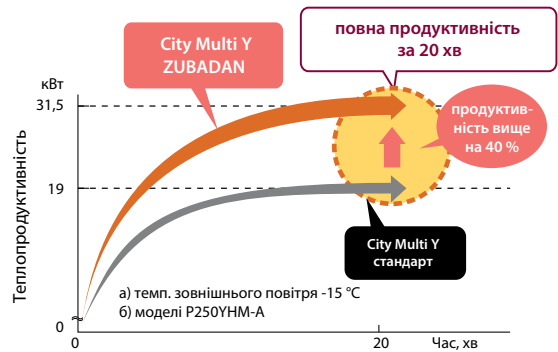 City Multi Y
ZUBADAN
повна продуктивність
за 20 хв
кВт
31,5
продуктив-
ність вище
на 40 %
19
City Multi Y
стандарт
Теплопродуктивність
а) темп. зовнішнього повітря -15 °C
б) моделі P250YHM-A
0
0
20
Час, хв